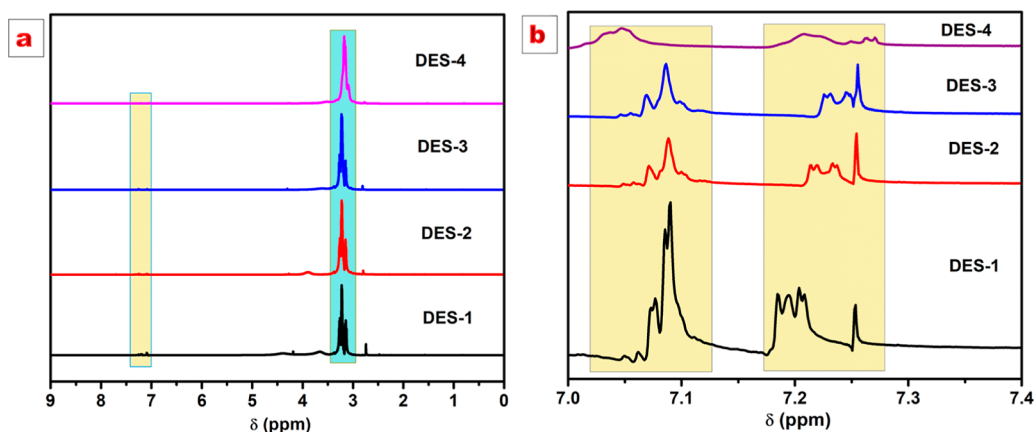 a
DES-4
DES-3
DES-2
DES-1
9 8 7 6 5 4 3 2 1 0
δ (ppm)
b
DES-4
DES-3
DES-2
DES-1
7.0 7.1 7.2 7.3 7.4
δ (ppm)